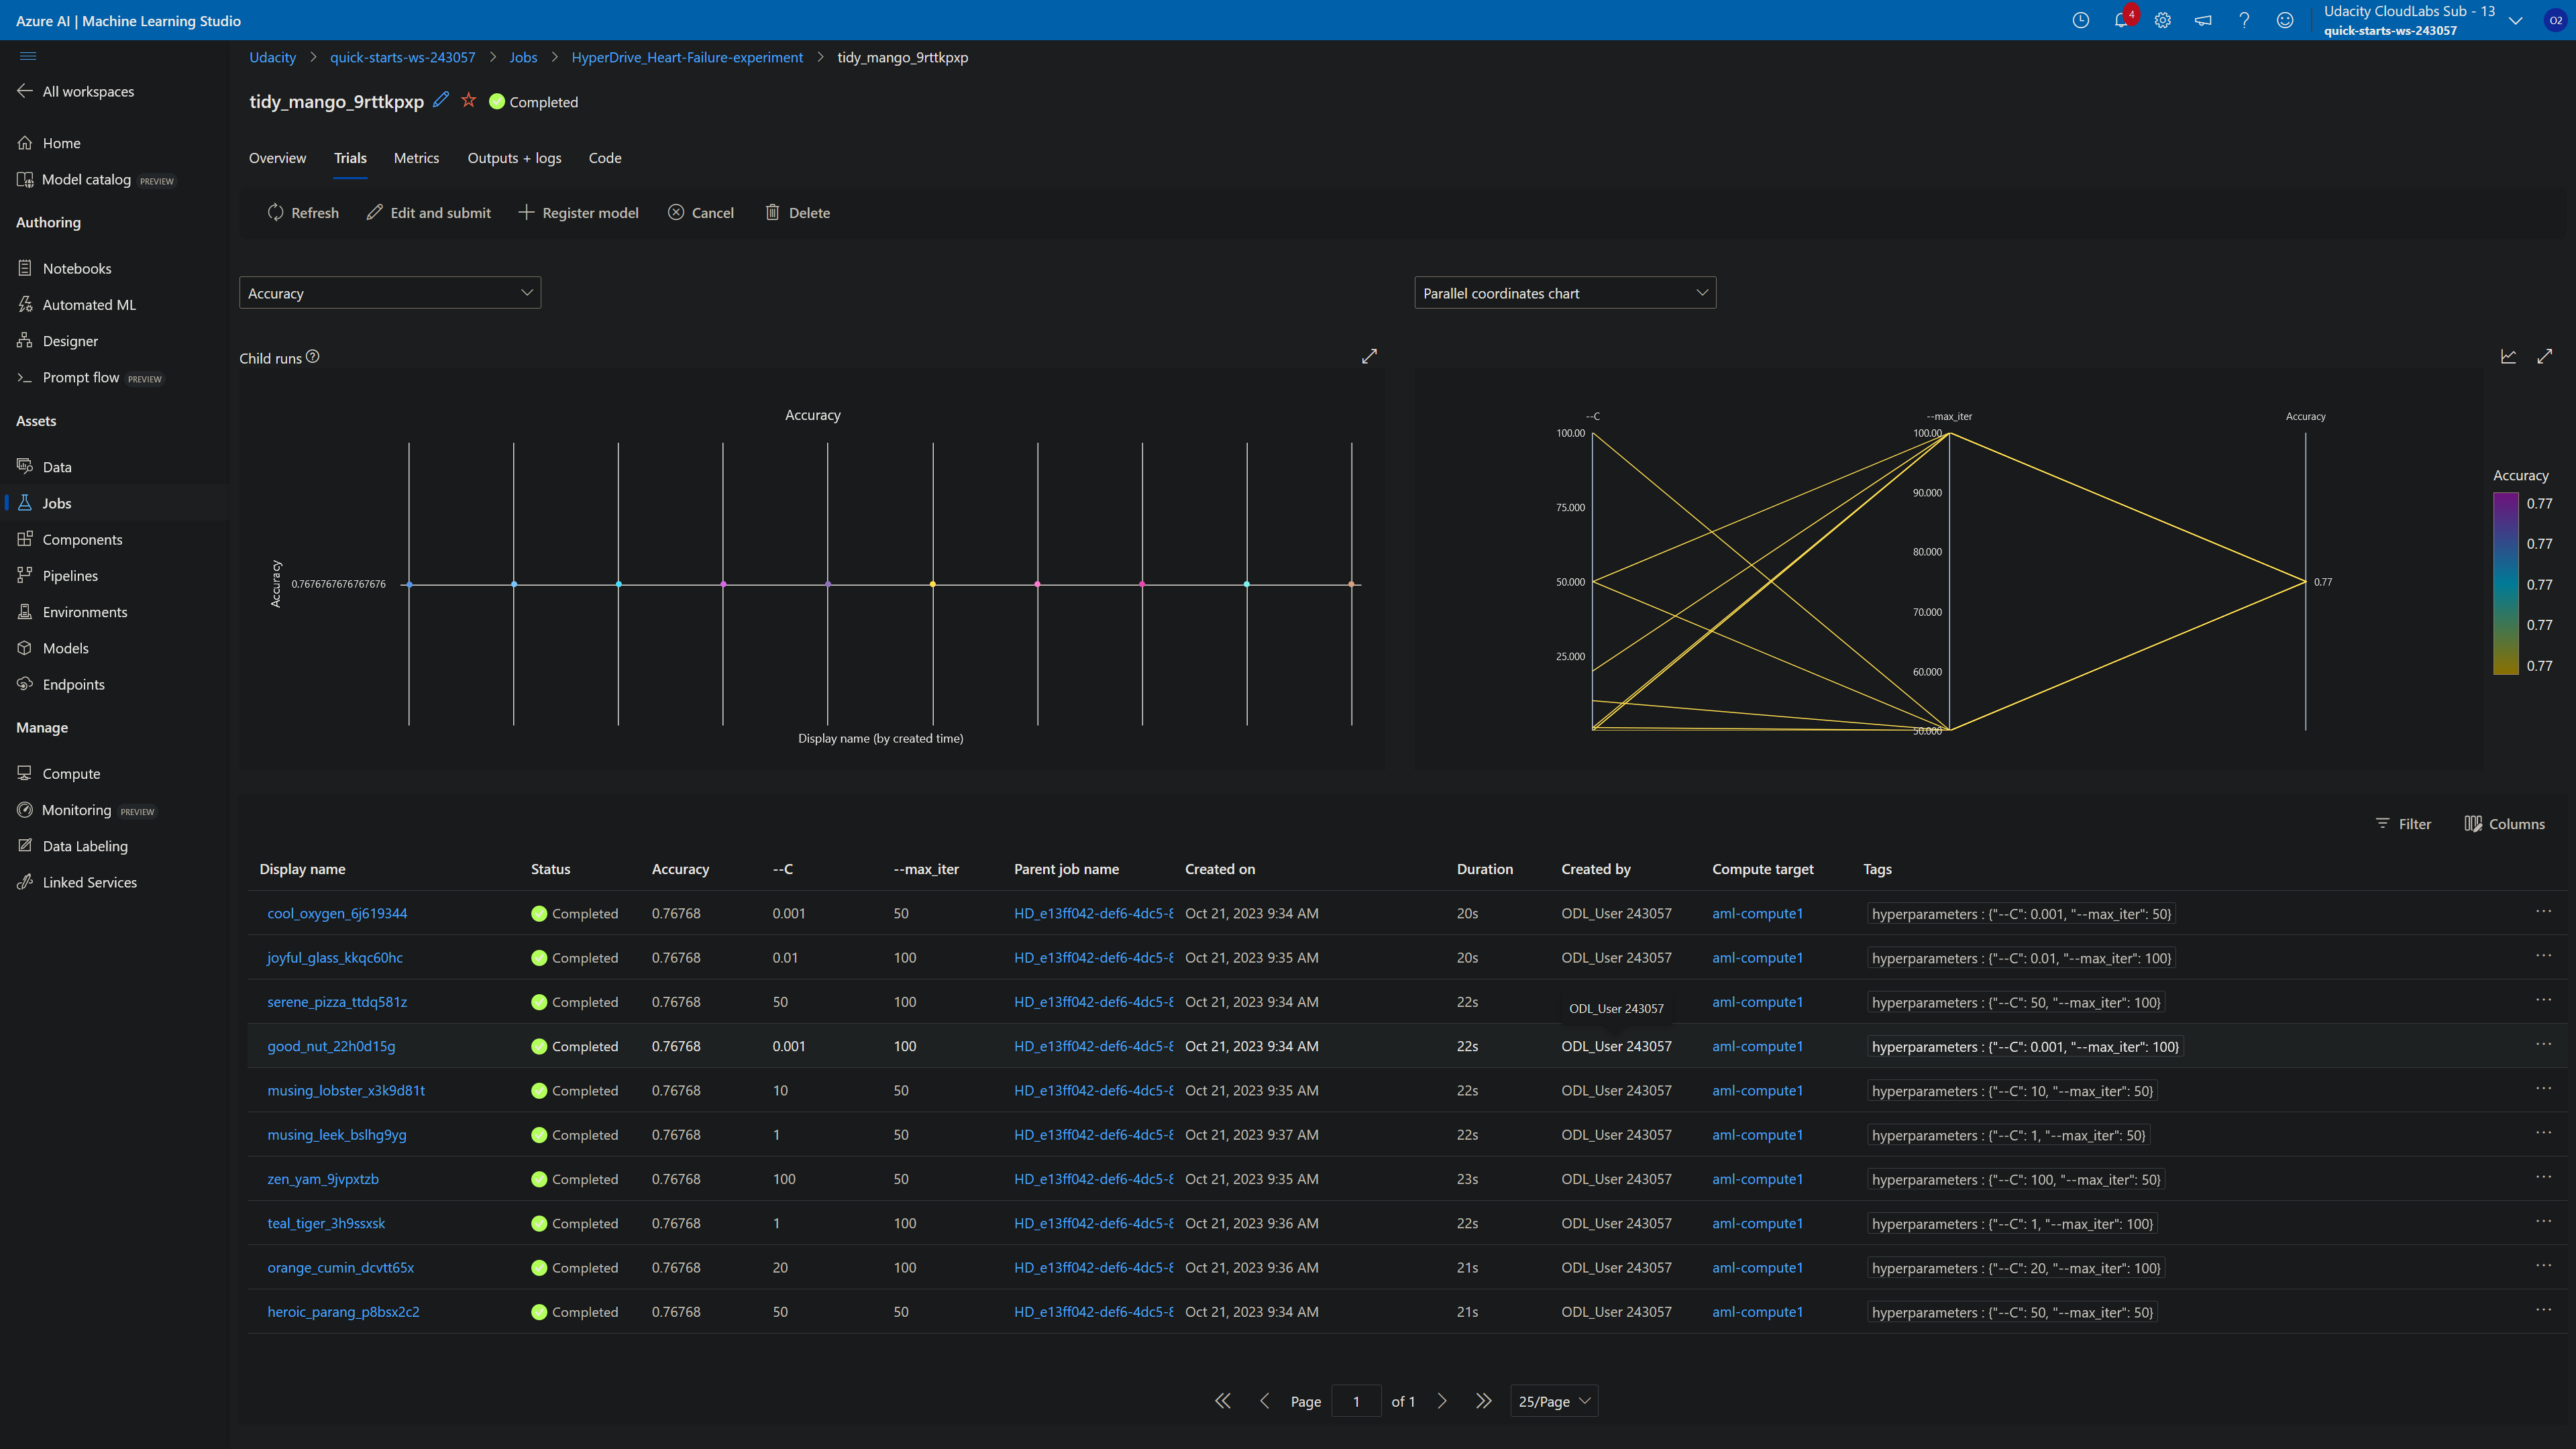 Azure AI | Machine Learning Studio
4
Udacity CloudLabs Sub - 13
quick-starts-ws-243057
O2
All workspaces
Home
Model catalog PREVIEW
Authoring
Notebooks
Automated ML
Designer
Prompt flow PREVIEW
Assets
Data
Jobs
Components
Pipelines
Environments
Models
Endpoints
Manage
Compute
Monitoring PREVIEW
Data Labeling
Linked Services
Udacity > quick-starts-ws-243057 > Jobs > HyperDrive_Heart-Failure-experiment > tidy_mango_9rttkpxp
tidy_mango_9rttkpxp Completed
Overview Trials Metrics Outputs + logs Code
Refresh Edit and submit Register model Cancel Delete
Accuracy
Parallel coordinates chart
Child runs
Accuracy
Accuracy
0.7676767676767676
Display name (by created time)
--C --max_iter Accuracy
100.00
75.000
50.000
25.000
100.00
90.000
80.000
70.000
60.000
50.000
0.77
Accuracy
0.77
0.77
0.77
0.77
0.77
Filter Columns
Display name Status Accuracy --C --max_iter Parent job name Created on Duration Created by Compute target Tags
cool_oxygen_6j619344 Completed 0.76768 0.001 50 HD_e13ff042-def6-4dc5-8 Oct 21, 2023 9:34 AM 20s ODL_User 243057 aml-compute1 hyperparameters : {"--C": 0.001, "--max_iter": 50}
joyful_glass_kkqc60hc Completed 0.76768 0.01 100 HD_e13ff042-def6-4dc5-8 Oct 21, 2023 9:35 AM 20s ODL_User 243057 aml-compute1 hyperparameters : {"--C": 0.01, "--max_iter": 100}
serene_pizza_ttdq581z Completed 0.76768 50 100 HD_e13ff042-def6-4dc5-8 Oct 21, 2023 9:34 AM 22s ODL_User 243057 aml-compute1 hyperparameters : {"--C": 50, "--max_iter": 100}
good_nut_22h0d15g Completed 0.76768 0.001 100 HD_e13ff042-def6-4dc5-8 Oct 21, 2023 9:34 AM 22s ODL_User 243057 aml-compute1 hyperparameters : {"--C": 0.001, "--max_iter": 100}
musing_lobster_x3k9d81t Completed 0.76768 10 50 HD_e13ff042-def6-4dc5-8 Oct 21, 2023 9:35 AM 22s ODL_User 243057 aml-compute1 hyperparameters : {"--C": 10, "--max_iter": 50}
musing_leek_bslhg9yg Completed 0.76768 1 50 HD_e13ff042-def6-4dc5-8 Oct 21, 2023 9:37 AM 22s ODL_User 243057 aml-compute1 hyperparameters : {"--C": 1, "--max_iter": 50}
zen_yam_9jvpxtzb Completed 0.76768 100 50 HD_e13ff042-def6-4dc5-8 Oct 21, 2023 9:35 AM 23s ODL_User 243057 aml-compute1 hyperparameters : {"--C": 100, "--max_iter": 50}
teal_tiger_3h9ssxsk Completed 0.76768 1 100 HD_e13ff042-def6-4dc5-8 Oct 21, 2023 9:36 AM 22s ODL_User 243057 aml-compute1 hyperparameters : {"--C": 1, "--max_iter": 100}
orange_cumin_dcvtt65x Completed 0.76768 20 100 HD_e13ff042-def6-4dc5-8 Oct 21, 2023 9:36 AM 21s ODL_User 243057 aml-compute1 hyperparameters : {"--C": 20, "--max_iter": 100}
heroic_parang_p8bsx2c2 Completed 0.76768 50 50 HD_e13ff042-def6-4dc5-8 Oct 21, 2023 9:34 AM 21s ODL_User 243057 aml-compute1 hyperparameters : {"--C": 50, "--max_iter": 50}
ODL_User 243057
Page 1 of 1 25/Page